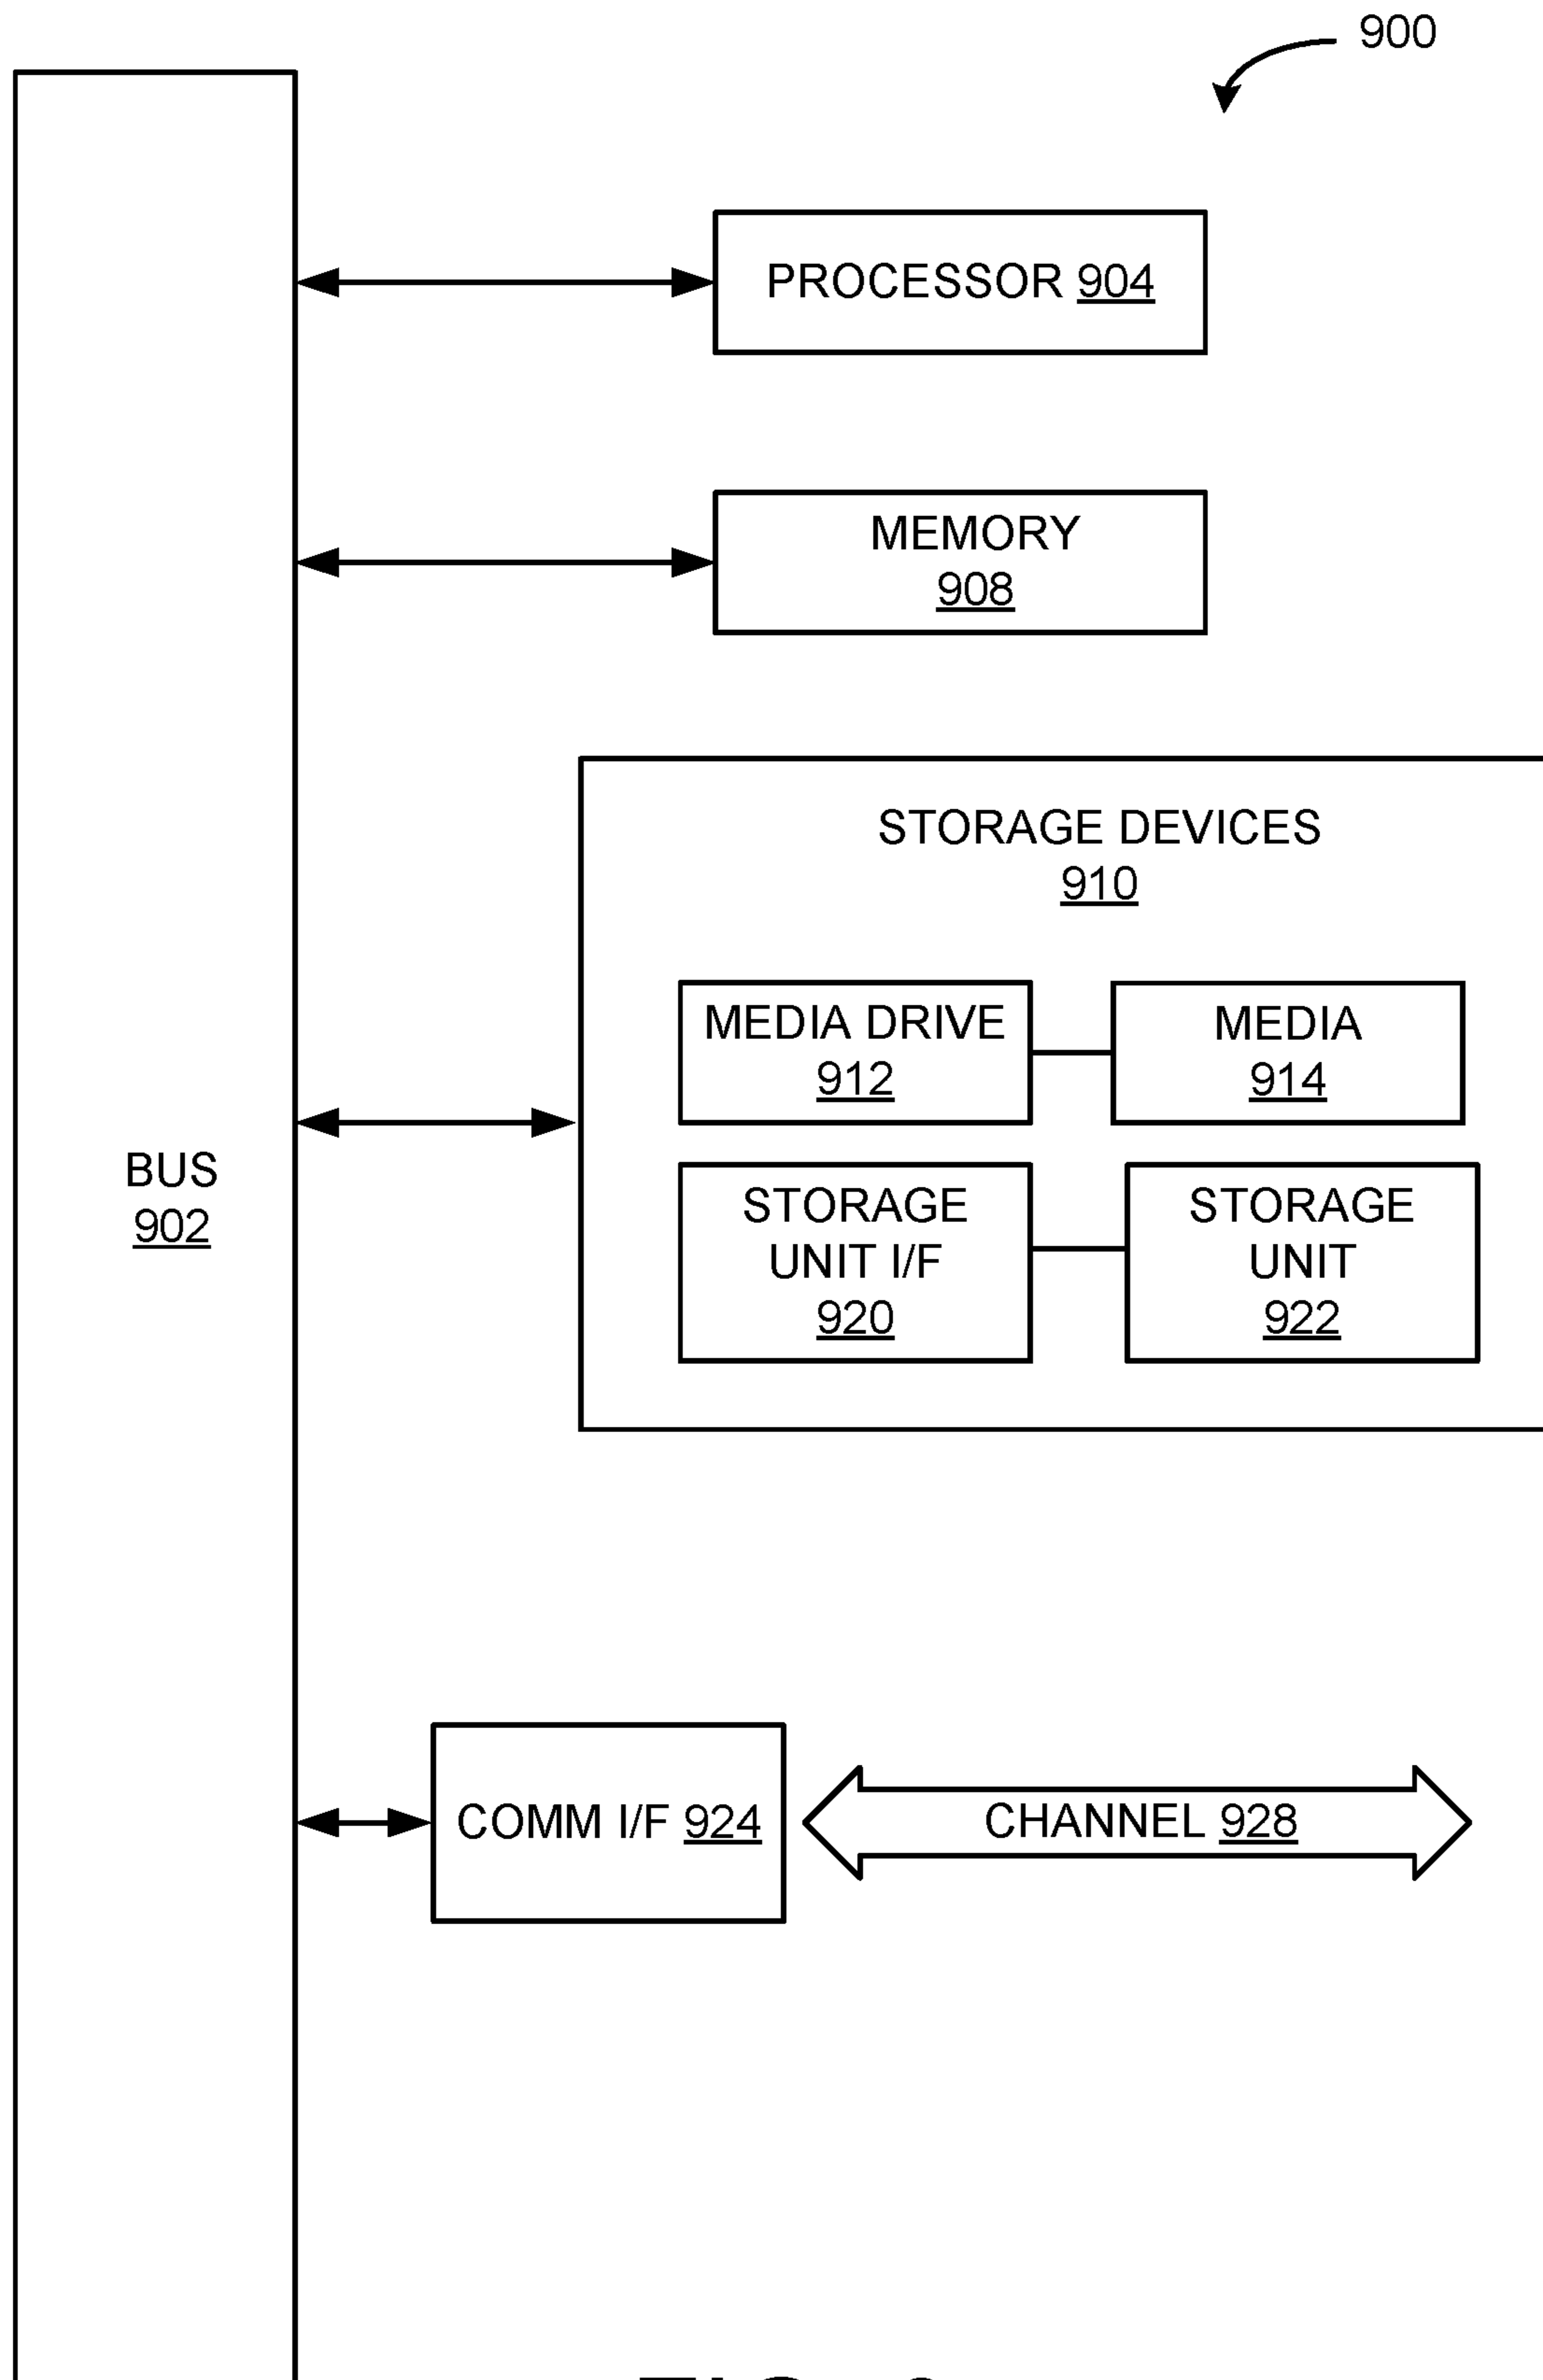 900
PROCESSOR 904
MEMORY
908
STORAGE DEVICES
910
MEDIA DRIVE
912
MEDIA
914
BUS
902
STORAGE
UNIT I/F
920
STORAGE
UNIT
922
COMM I/F 924
CHANNEL 928